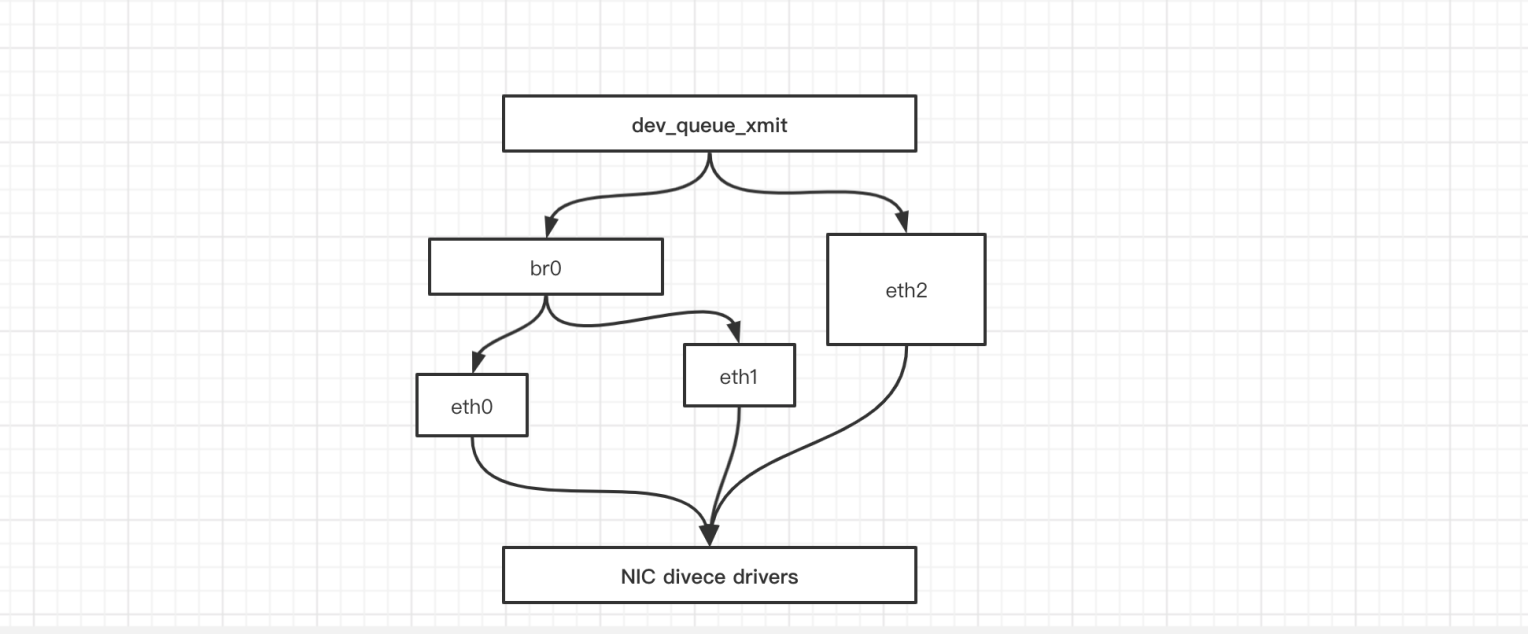 dev_queue_xmit
br0
eth2
eth1
eth0
NIC divece drivers